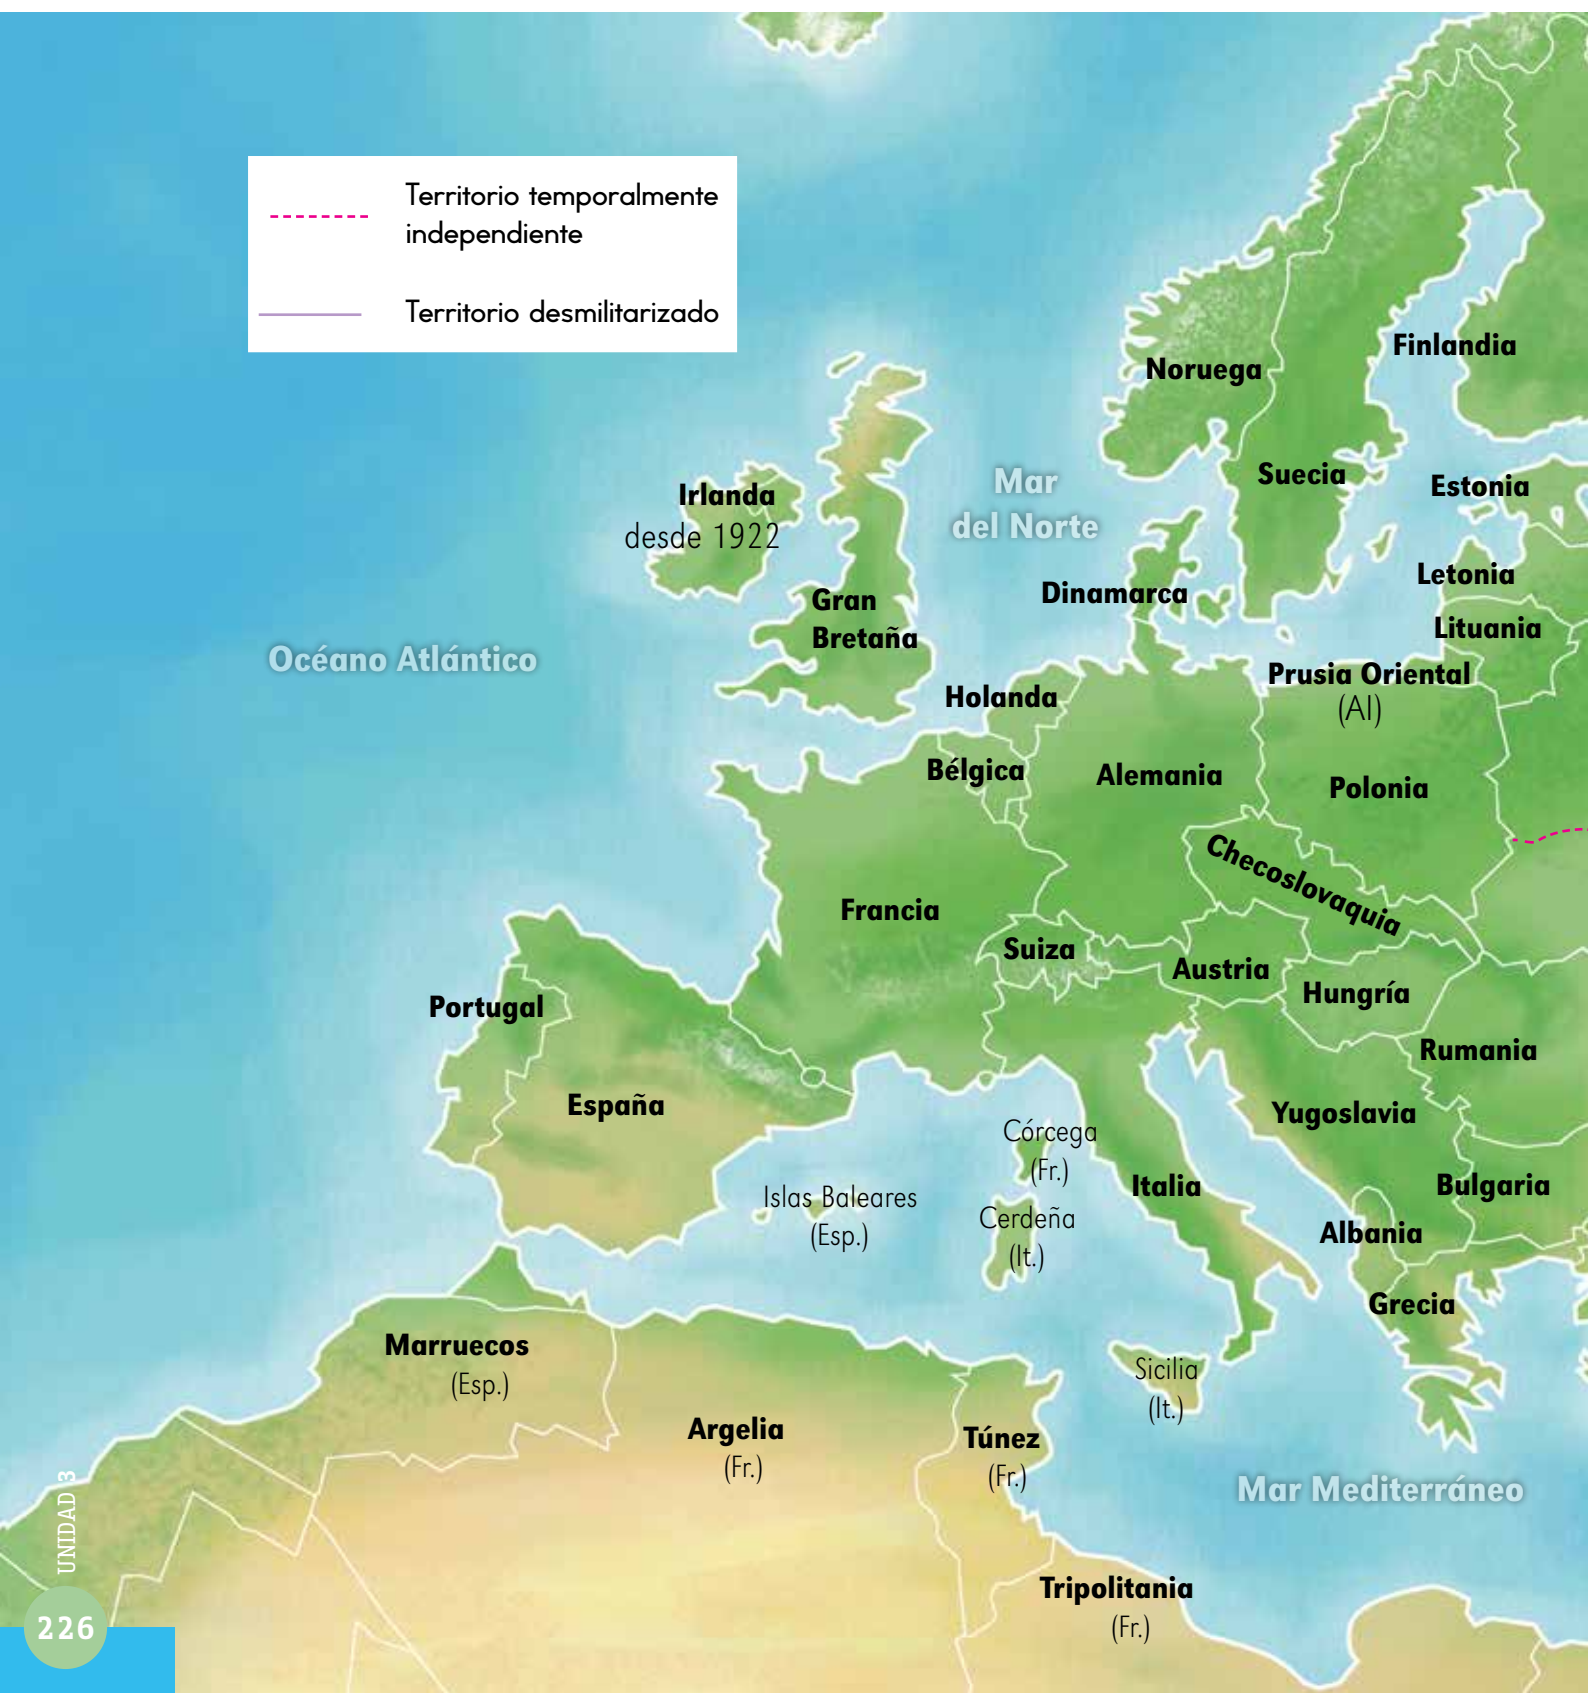 Territorio temporalmente
independiente
Territorio desmilitarizado
Noruega
Finlandia
Suecia
Estonia
Irlanda
desde 1922
Mar
del Norte
Letonia
Dinamarca
Gran
Bretaña
Lituania
Océano Atlántico
Prusia Oriental
(Al)
Holanda
Bélgica
Alemania
Polonia
Checoslovaquia
Francia
Suiza
Austria
Hungría
Portugal
Rumania
España
Yugoslavia
Córcega
(Fr.)
Italia
Bulgaria
Islas Baleares
(Esp.)
Cerdeña
(It.)
Albania
Grecia
Marruecos
(Esp.)
Sicilia
(It.)
Argelia
(Fr.)
Túnez
(Fr.)
Mar Mediterráneo
Tripolitania
(Fr.)
UNIDAD 3
226